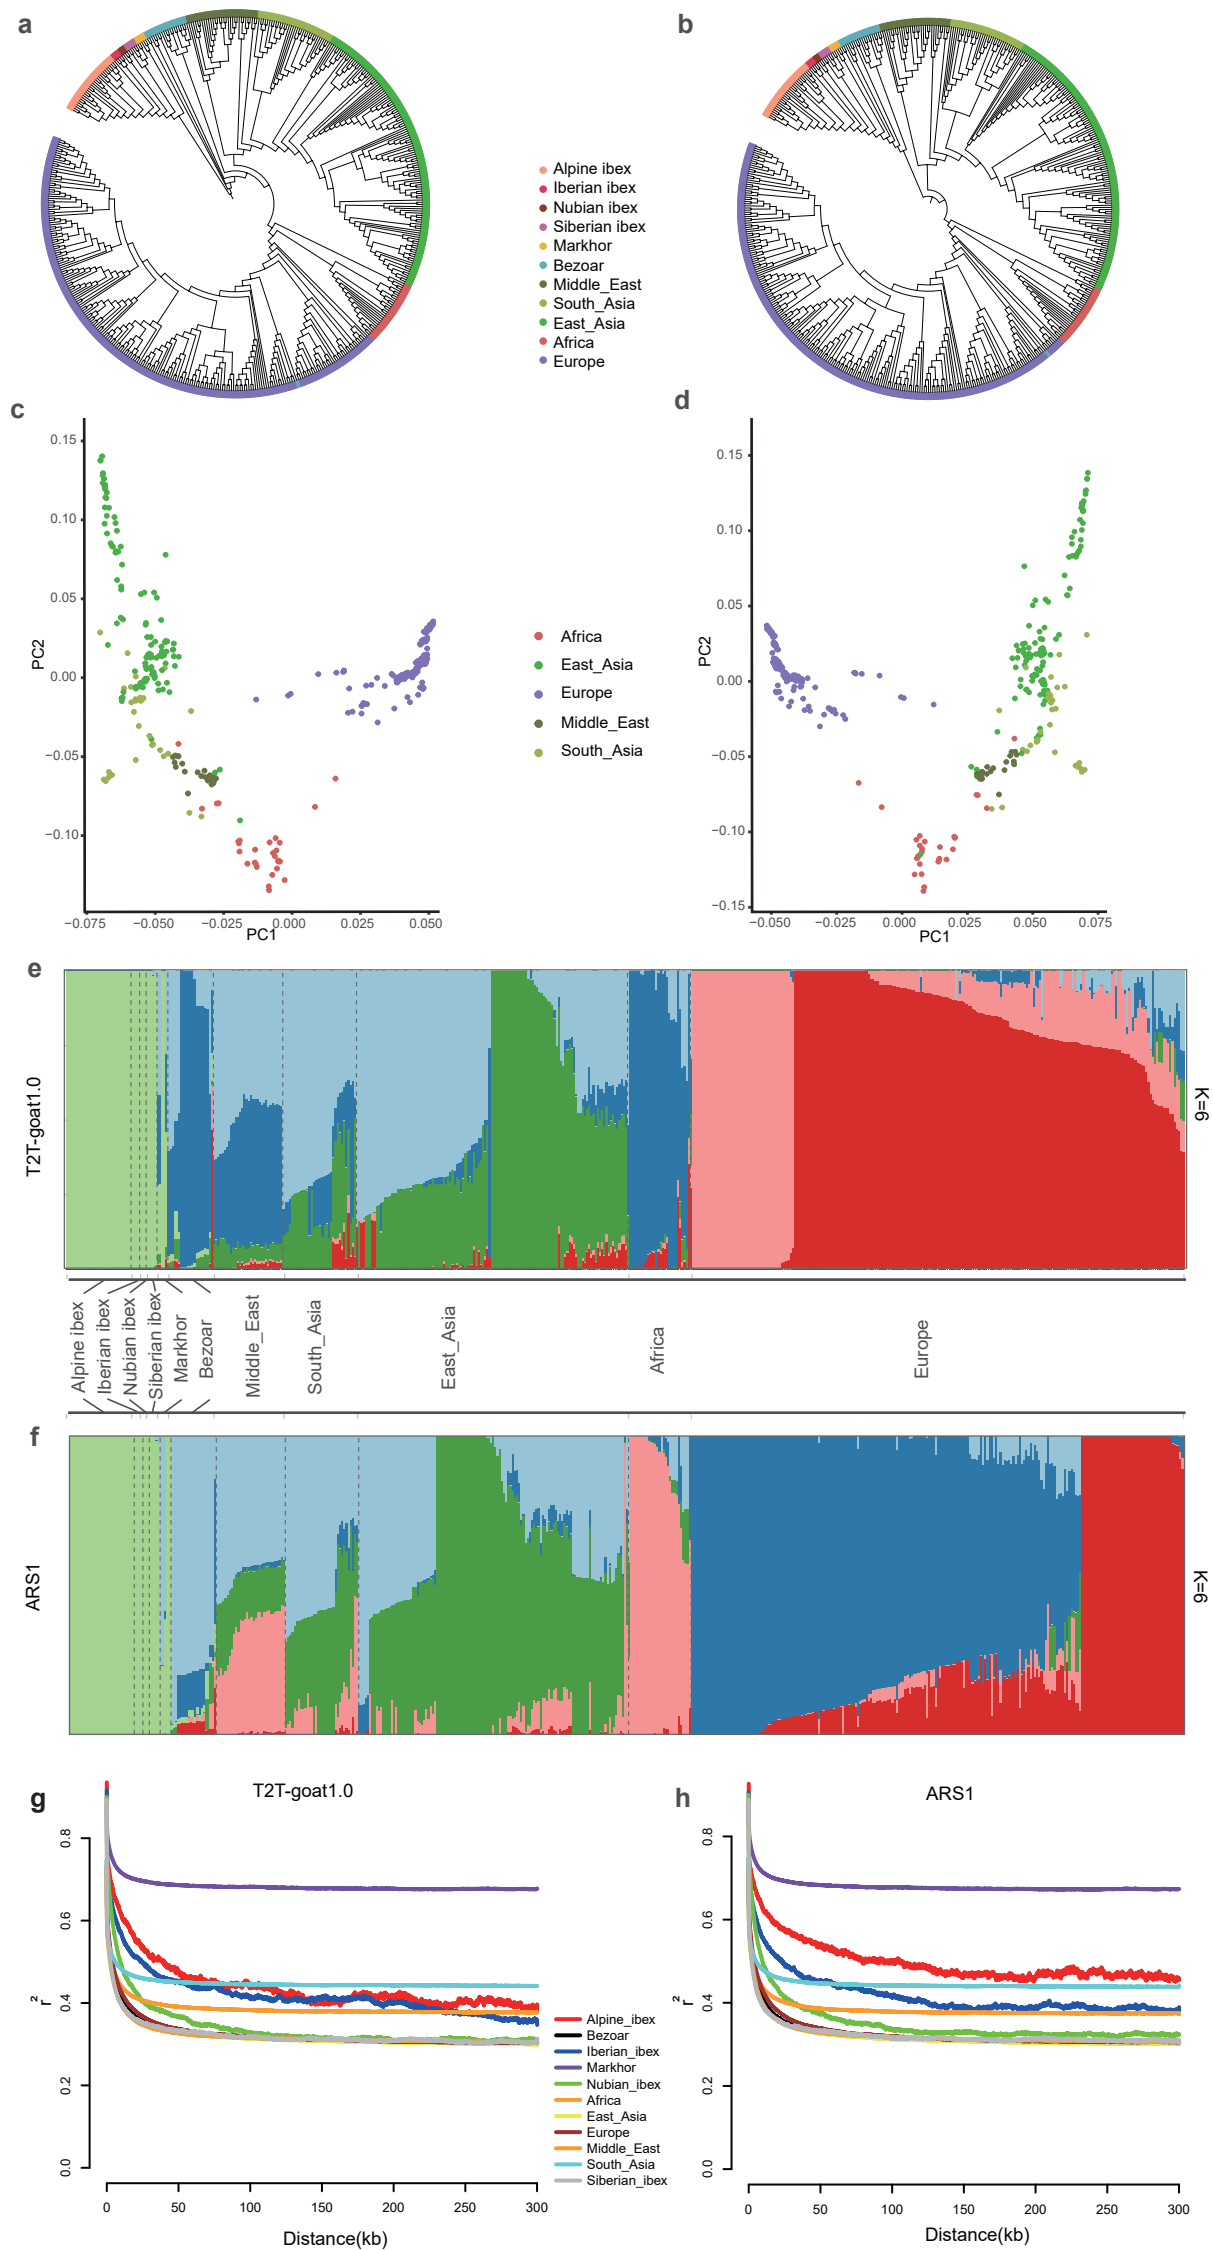 a
b
Alpine ibex
Iberian ibex
Nubian ibex
Siberian ibex
Markhor
Bezoar
Middle_East
South_Asia
East_Asia
Africa
Europe
c
d
0.15
0.10
0.05
0.00
−0.05
−0.10
PC2
−0.075
−0.050
−0.025
0.000
0.025
0.050
PC1
Africa
East_Asia
Europe
Middle_East
South_Asia
0.15
0.10
0.05
0.00
−0.05
−0.10
−0.15
PC2
−0.050
−0.025
0.000
0.025
0.050
0.075
PC1
e
T2T-goat1.0
K=6
Alpine ibex
Iberian ibex
Nubian ibex
Siberian ibex
Markhor
Bezoar
Middle_East
South_Asia
East_Asia
Africa
Europe
f
ARS1
K=6
g
T2T-goat1.0
0.8
0.6
0.4
0.2
0.0
r²
0
50
100
150
200
250
300
Distance(kb)
Alpine_ibex
Bezoar
Iberian_ibex
Markhor
Nubian_ibex
Africa
East_Asia
Europe
Middle_East
South_Asia
Siberian_ibex
h
ARS1
0.8
0.6
0.4
0.2
0.0
r²
0
50
100
150
200
250
300
Distance(kb)